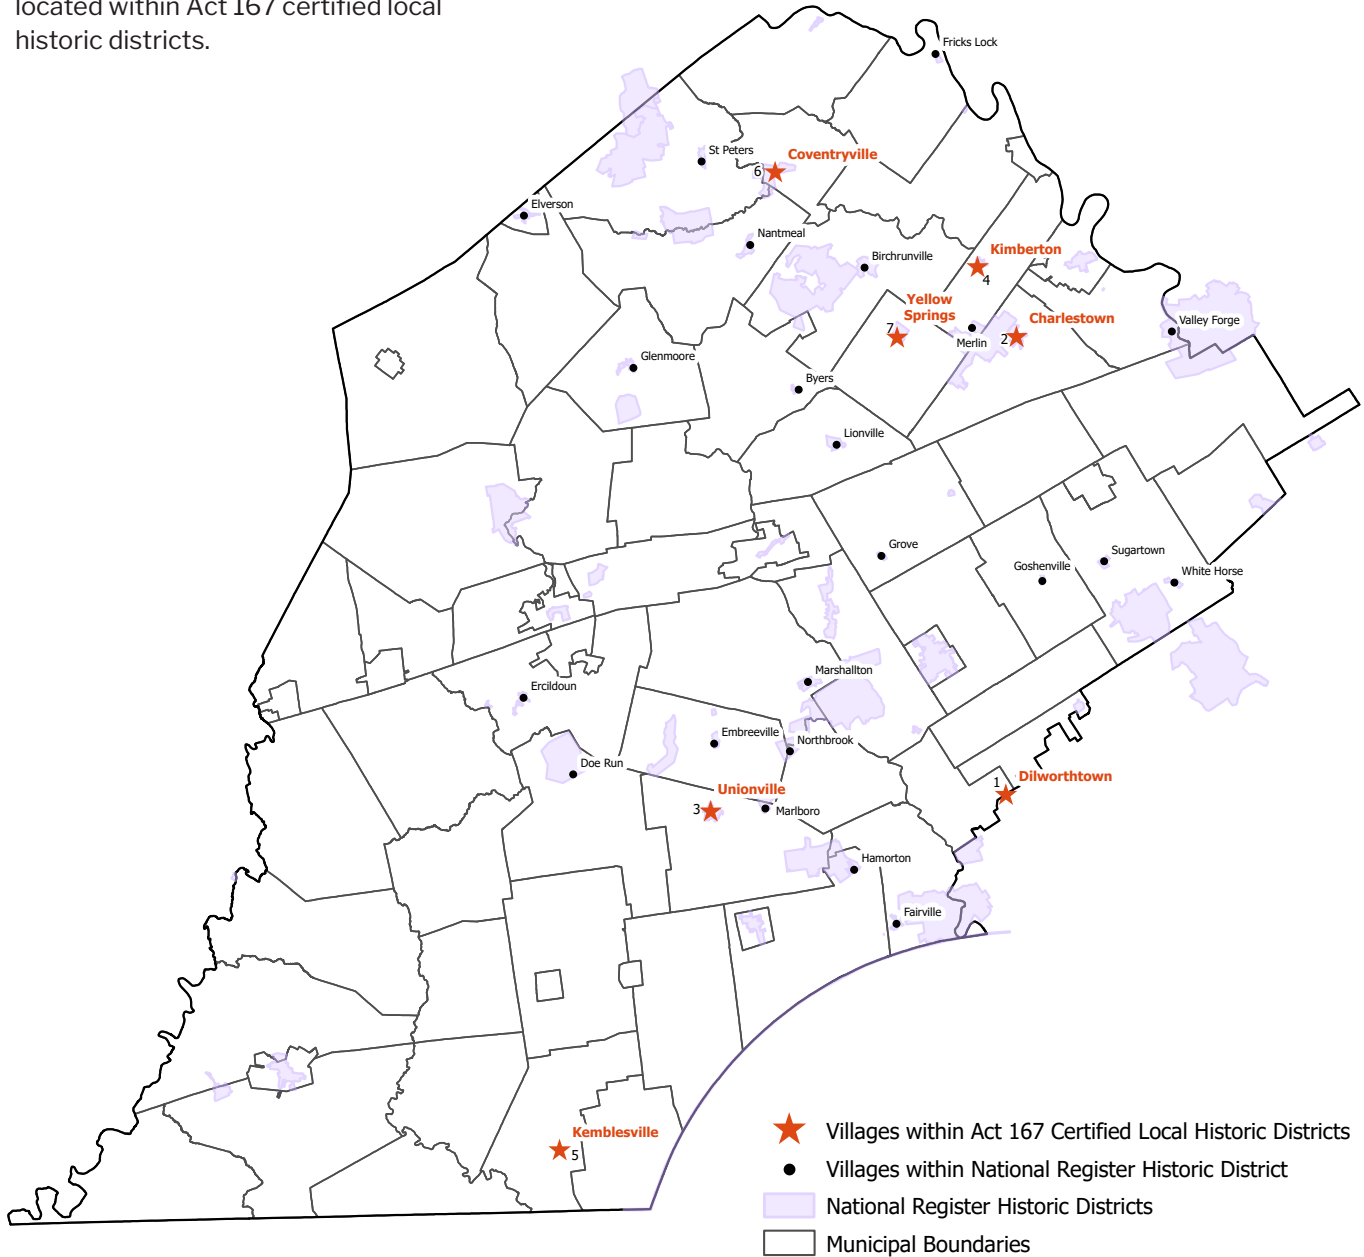 located within Act 167 certified local
historic districts.
Fricks Lock
St Peters
Coventryville
6
Elverson
Nantmeal
Birchrunville
Kimberton
4
Yellow
Springs
7
Charlestown
2
Merlin
Valley Forge
Glenmoore
Byers
Lionville
Grove
Goshenville
Sugartown
White Horse
Marshallton
Ercildoun
Embreeville
Northbrook
Doe Run
Unionville
3
Marlboro
Dilworthtown
1
Hamorton
Fairville
Kemblesville
5
Villages within Act 167 Certified Local Historic Districts
Villages within National Register Historic District
National Register Historic Districts
Municipal Boundaries